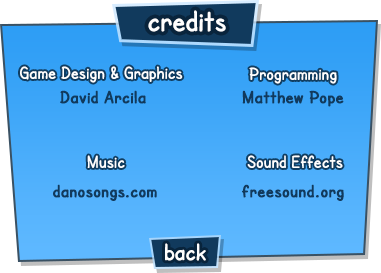 credits
Game Design & Graphics
David Arcila
Programming
Matthew Pope
Music
danosongs.com
Sound Effects
freesound.org
back